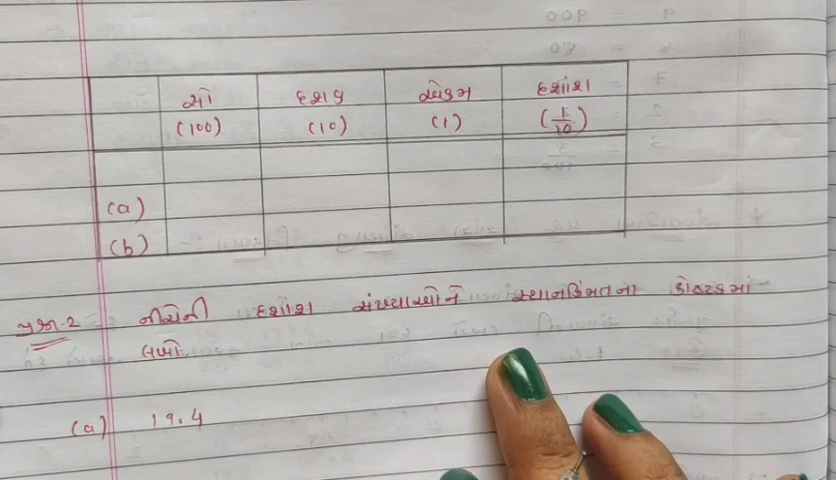 સો દશક એકમ દશાંશ
(100) (10) (1) (1/10)
(a)
(b)
પ્રશ્ન-2 નીચેની દશાંશ સંખ્યાઓને સ્થાનકિંમતના કોષ્ટકમાં
લખો
(a) 19.4